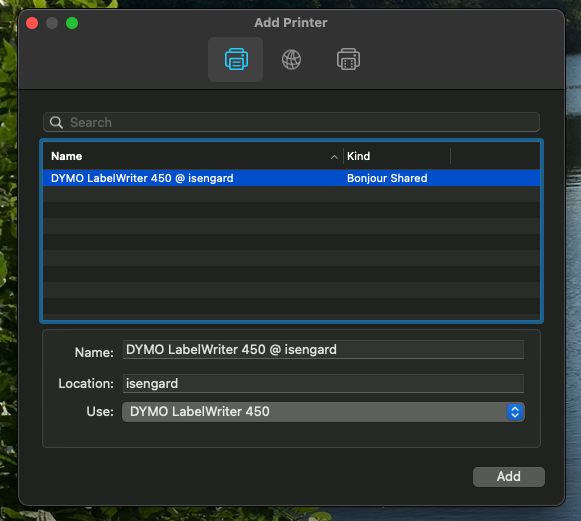 Add Printer
Search
Name Kind
DYMO LabelWriter 450 @ isengard Bonjour Shared
Name: DYMO LabelWriter 450 @ isengard
Location: isengard
Use: DYMO LabelWriter 450
Add